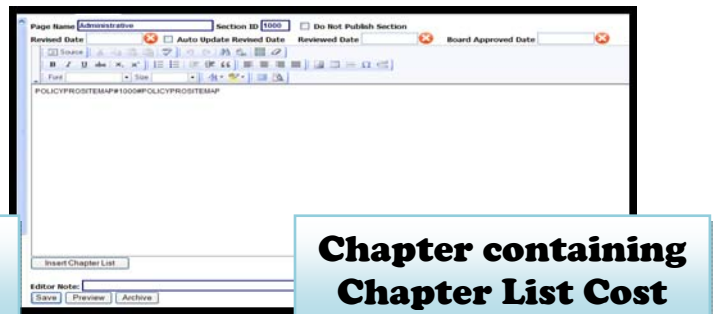 Page Name Administrative Section ID 1000 Do Not Publish Section
Revised Date Auto Update Revised Date Reviewed Date Board Approved Date
Source
B I U abc
Font Size
POLICYPROSITEMAP#1000#POLICYPROSITEMAP
Insert Chapter List
Editor Note:
Save Preview Archive
Chapter containing
Chapter List Cost